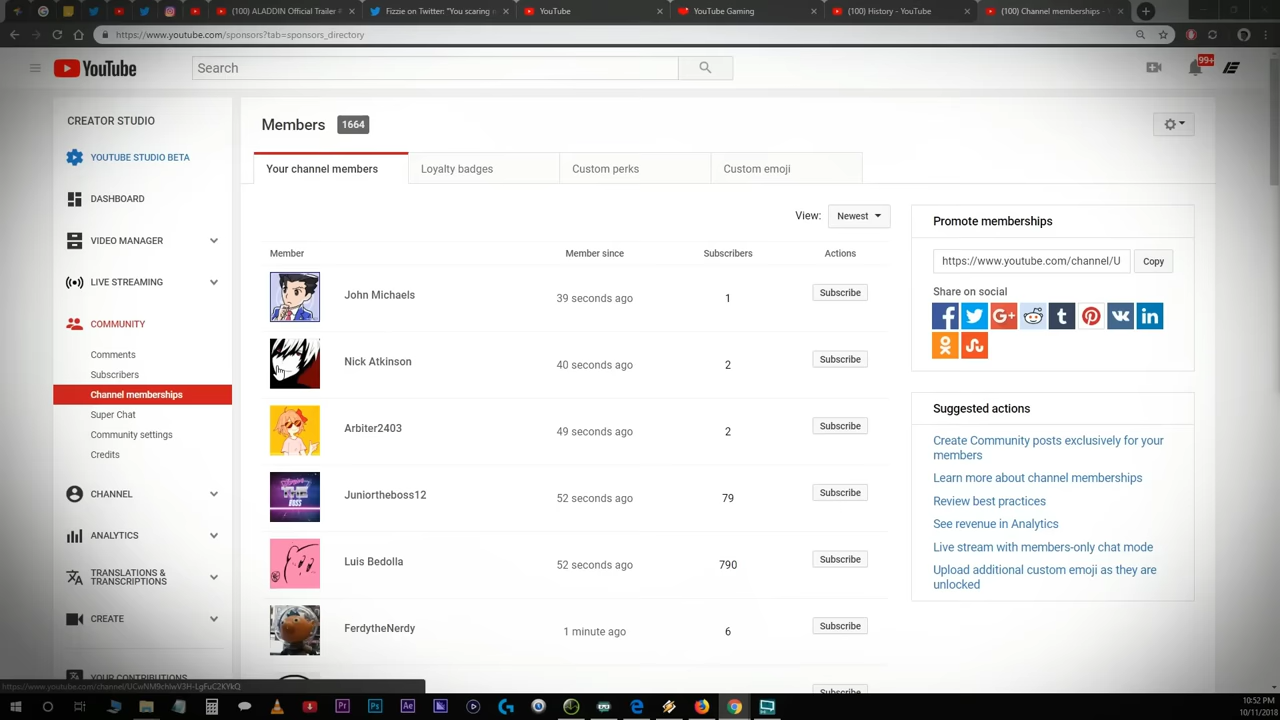 (100) ALADDIN Official Trailer #
Fizzie on Twitter: "You scaring m
YouTube
YouTube Gaming
(100) History - YouTube
(100) Channel memberships - Y
https://www.youtube.com/sponsors?tab=sponsors_directory
YouTube
Search
99+
CREATOR STUDIO
YOUTUBE STUDIO BETA
DASHBOARD
VIDEO MANAGER
LIVE STREAMING
COMMUNITY
Comments
Subscribers
Channel memberships
Super Chat
Community settings
Credits
CHANNEL
ANALYTICS
TRANSLATIONS &
TRANSCRIPTIONS
CREATE
YOUR CONTRIBUTIONS
Members 1664
Your channel members
Loyalty badges
Custom perks
Custom emoji
View: Newest
Member Member since Subscribers Actions
John Michaels 39 seconds ago 1 Subscribe
Nick Atkinson 40 seconds ago 2 Subscribe
Arbiter2403 49 seconds ago 2 Subscribe
Juniortheboss12 52 seconds ago 79 Subscribe
Luis Bedolla 52 seconds ago 790 Subscribe
FerdytheNerdy 1 minute ago 6 Subscribe
Subscribe
Promote memberships
https://www.youtube.com/channel/U Copy
Share on social
Suggested actions
Create Community posts exclusively for your
members
Learn more about channel memberships
Review best practices
See revenue in Analytics
Live stream with members-only chat mode
Upload additional custom emoji as they are
unlocked
10:52 PM
10/11/2018